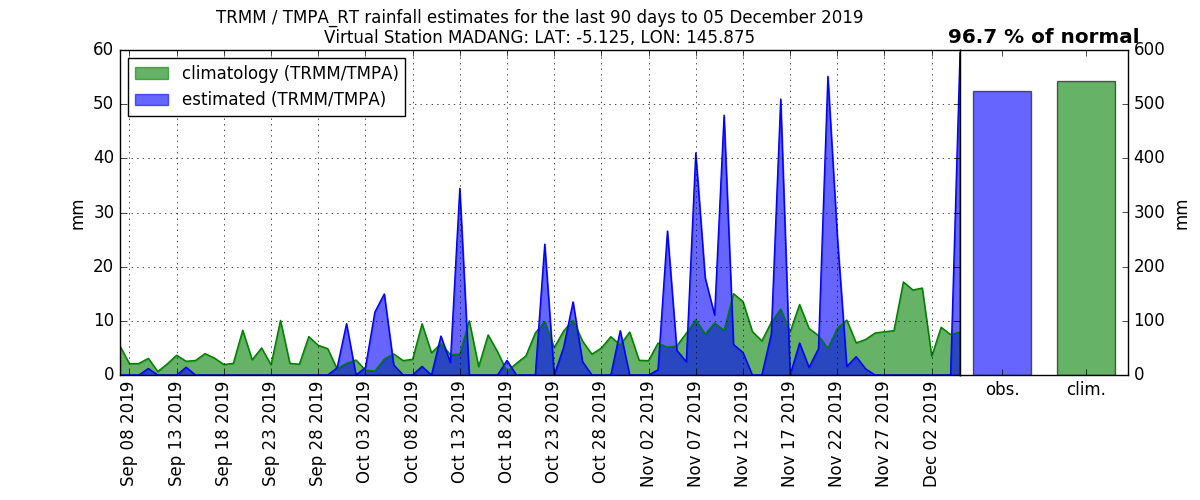 TRMM / TMPA_RT rainfall estimates for the last 90 days to 05 December 2019
Virtual Station MADANG: LAT: -5.125, LON: 145.875
96.7 % of normal
climatology (TRMM/TMPA)
estimated (TRMM/TMPA)
60
50
40
30
20
10
0
mm
600
500
400
300
200
100
0
mm
Sep 08 2019
Sep 13 2019
Sep 18 2019
Sep 23 2019
Sep 28 2019
Oct 03 2019
Oct 08 2019
Oct 13 2019
Oct 18 2019
Oct 23 2019
Oct 28 2019
Nov 02 2019
Nov 07 2019
Nov 12 2019
Nov 17 2019
Nov 22 2019
Nov 27 2019
Dec 02 2019
obs.
clim.